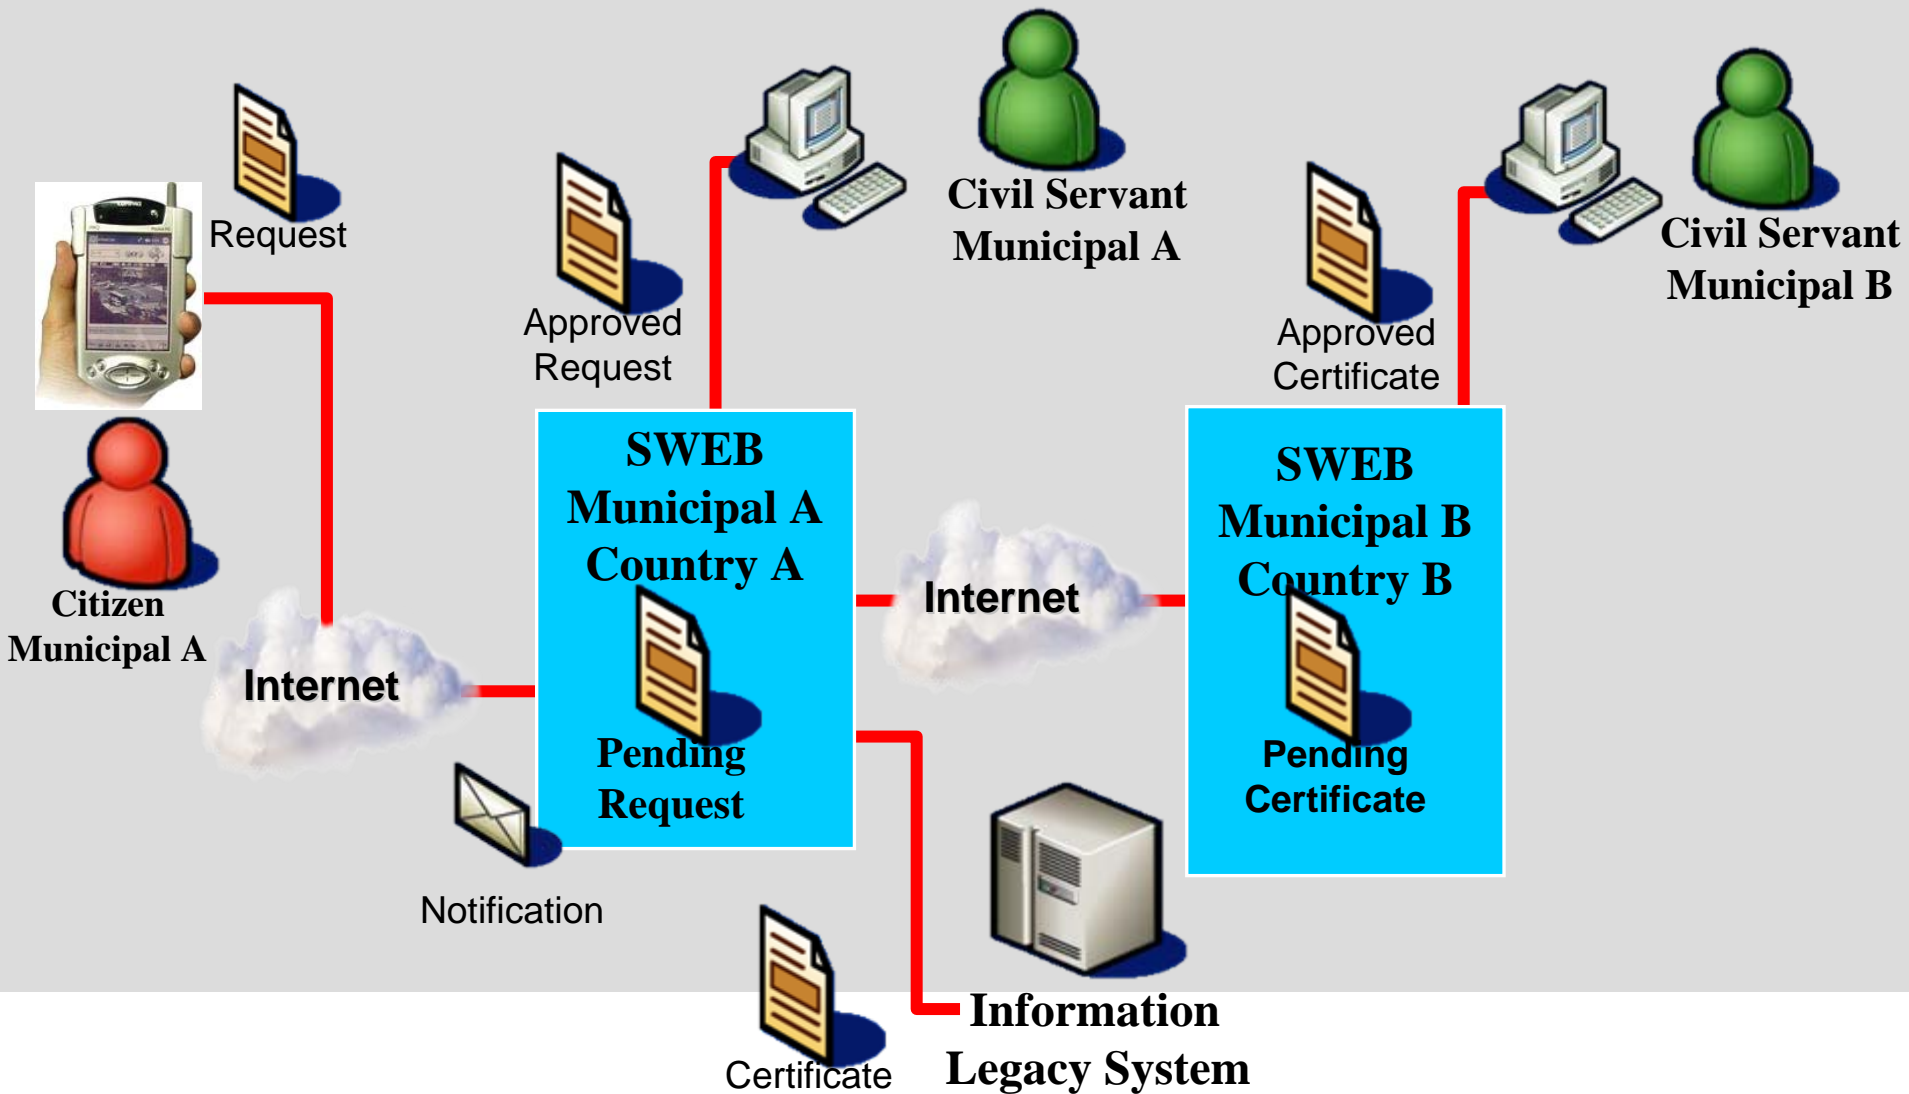 Request
Civil Servant
Municipal A
Civil Servant
Municipal B
Approved
Request
Approved
Certificate
SWEB
Municipal A
Country A
SWEB
Municipal B
Country B
Citizen
Municipal A
Internet
Internet
Pending
Request
Pending
Certificate
Notification
Certificate
Information
Legacy System